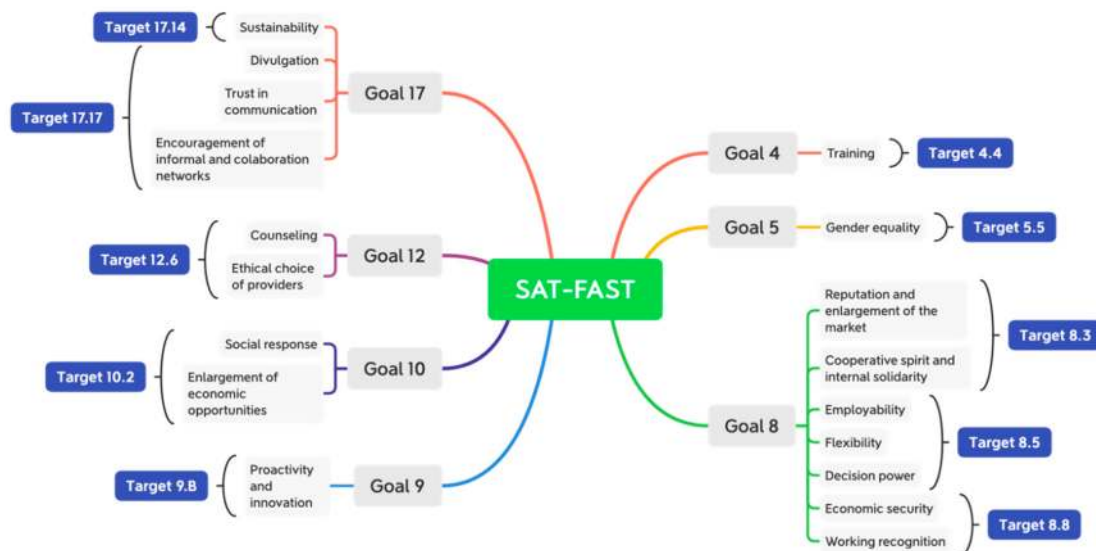 SAT-FAST
Goal 17
Target 17.14
Sustainability
Target 17.17
Divulgation
Trust in
communication
Encouragement of
informal and colaboration
networks
Goal 12
Target 12.6
Counseling
Ethical choice
of providers
Goal 10
Target 10.2
Social response
Enlargement of
economic
opportunities
Goal 9
Target 9.B
Proactivity
and
innovation
Goal 4
Training
Target 4.4
Goal 5
Gender equality
Target 5.5
Goal 8
Reputation and
enlargement of the
market
Cooperative spirit and
internal solidarity
Target 8.3
Employability
Flexibility
Decision power
Target 8.5
Economic security
Working recognition
Target 8.8